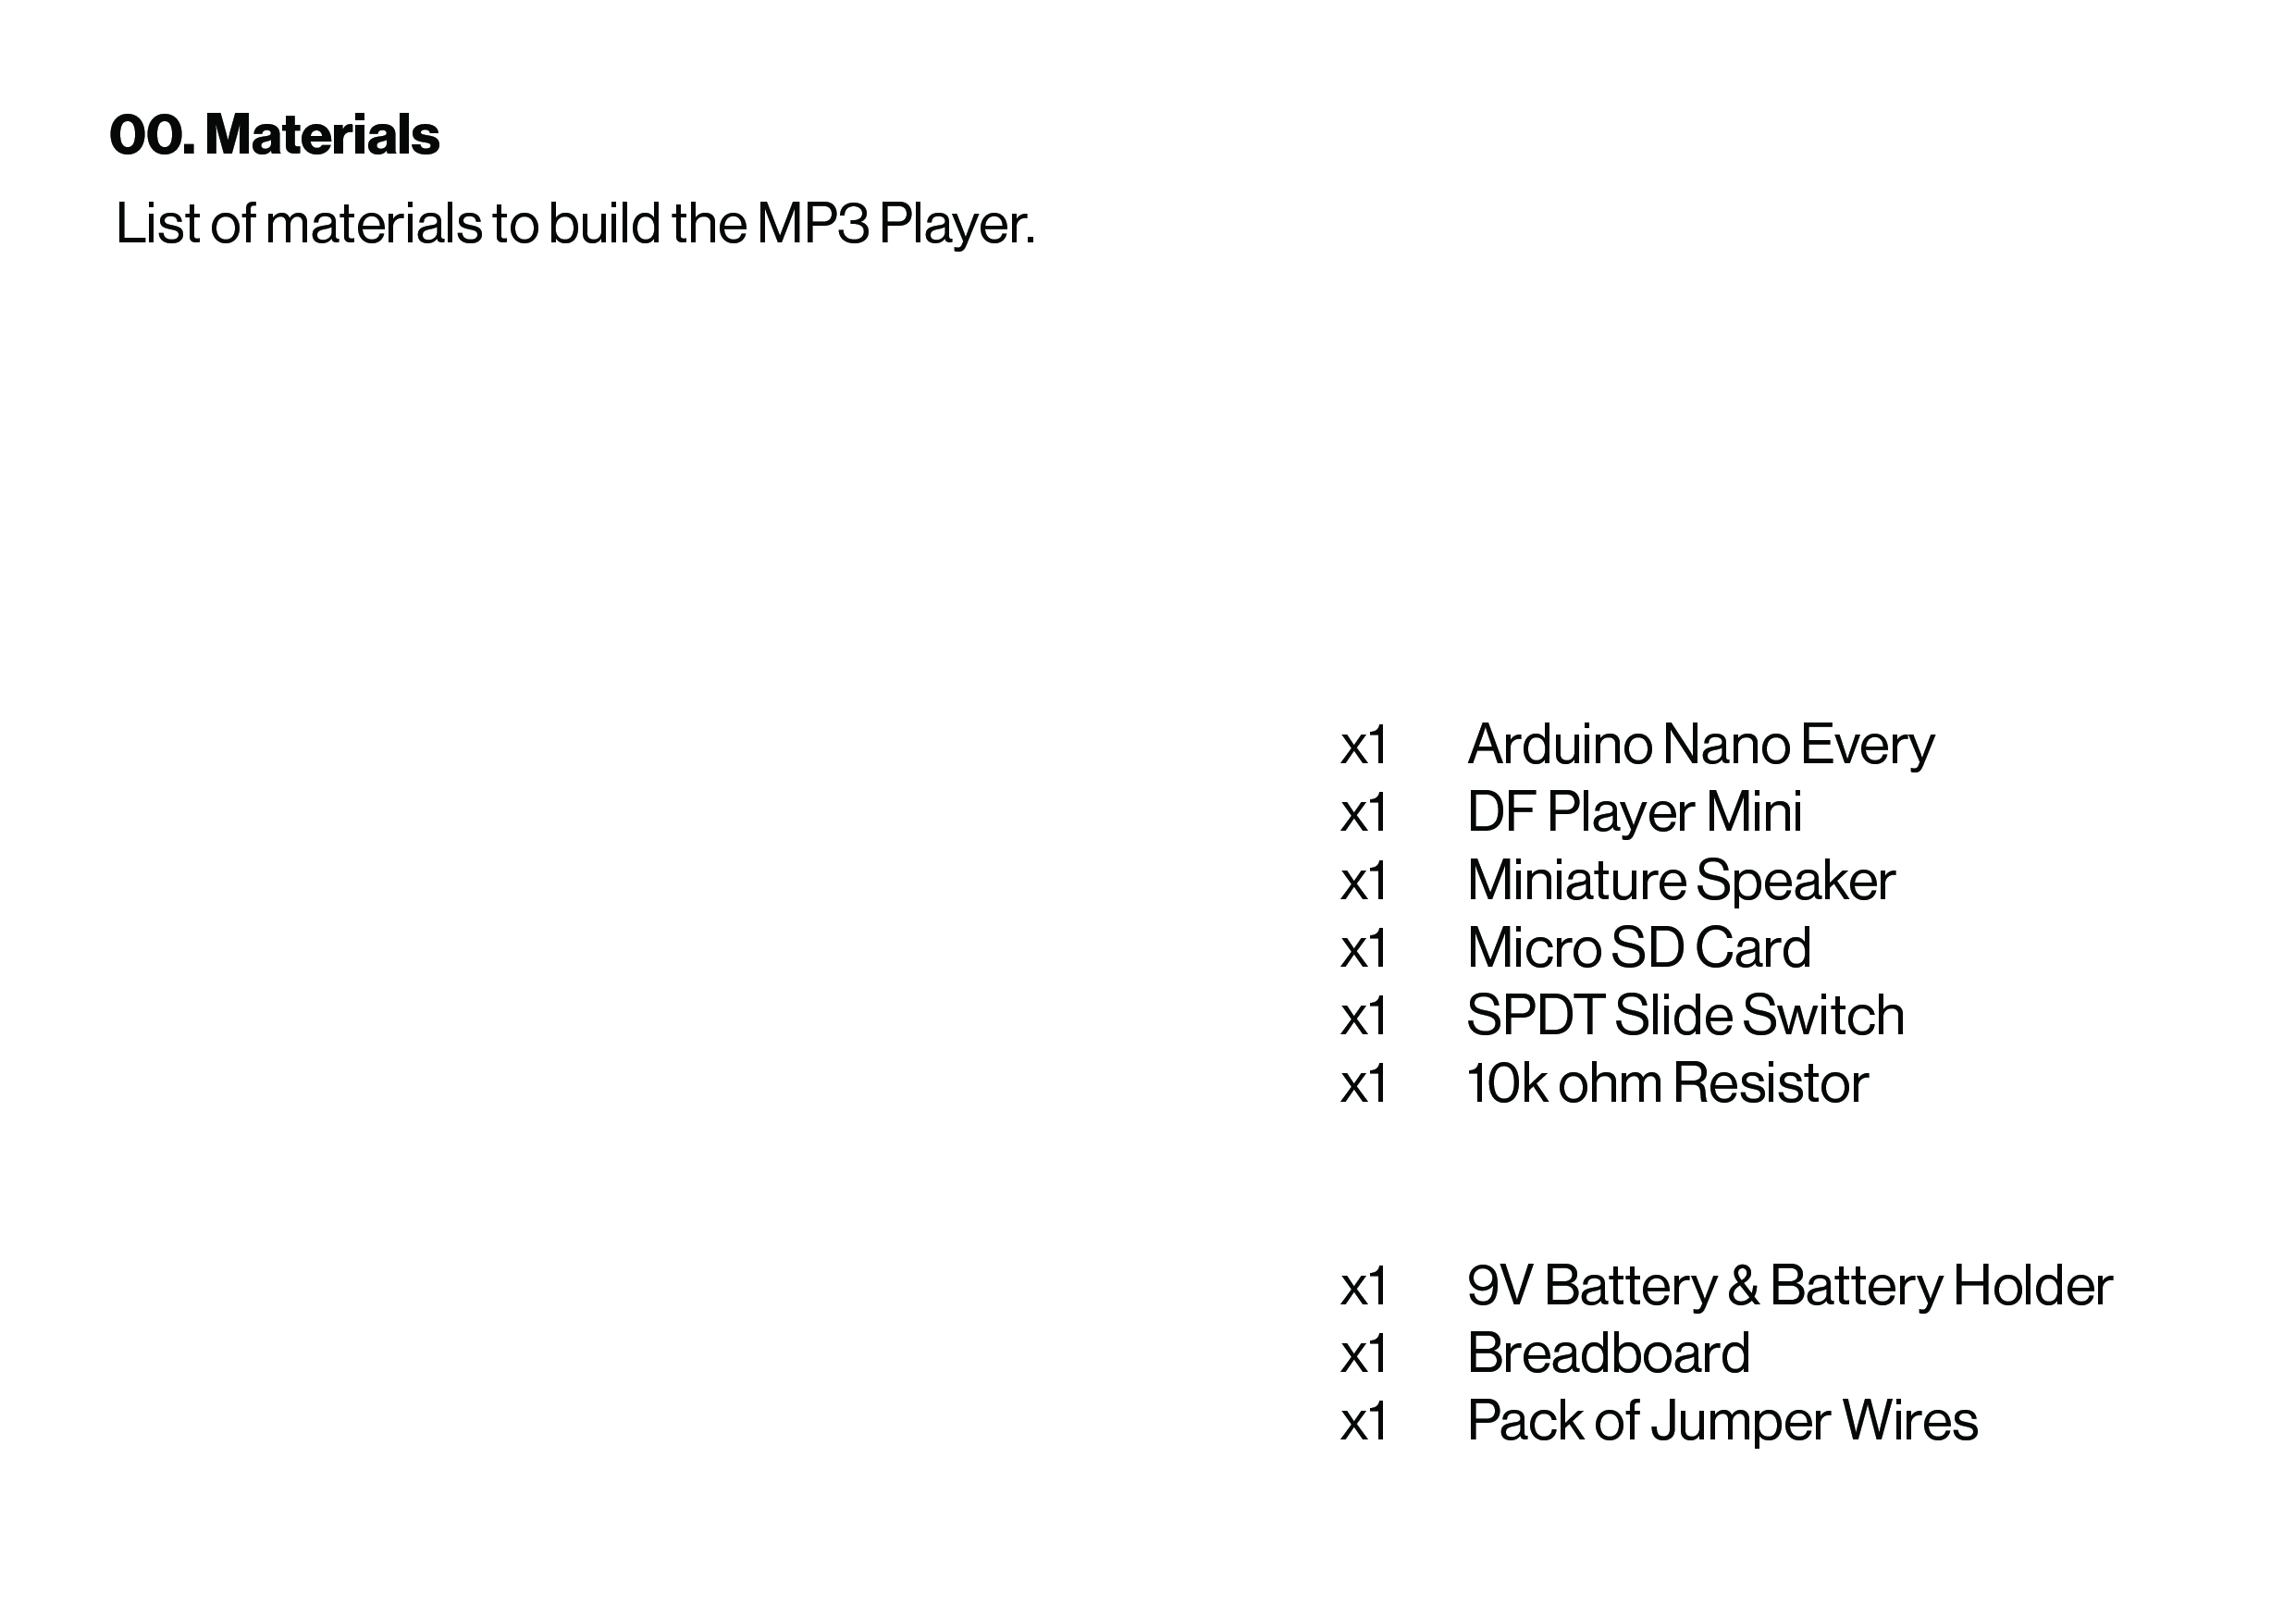 00. Materials
List of materials to build the MP3 Player.
x1 Arduino Nano Every
x1 DF Player Mini
x1 Miniature Speaker
x1 Micro SD Card
x1 SPDT Slide Switch
x1 10k ohm Resistor
x1 9V Battery & Battery Holder
x1 Breadboard
x1 Pack of Jumper Wires